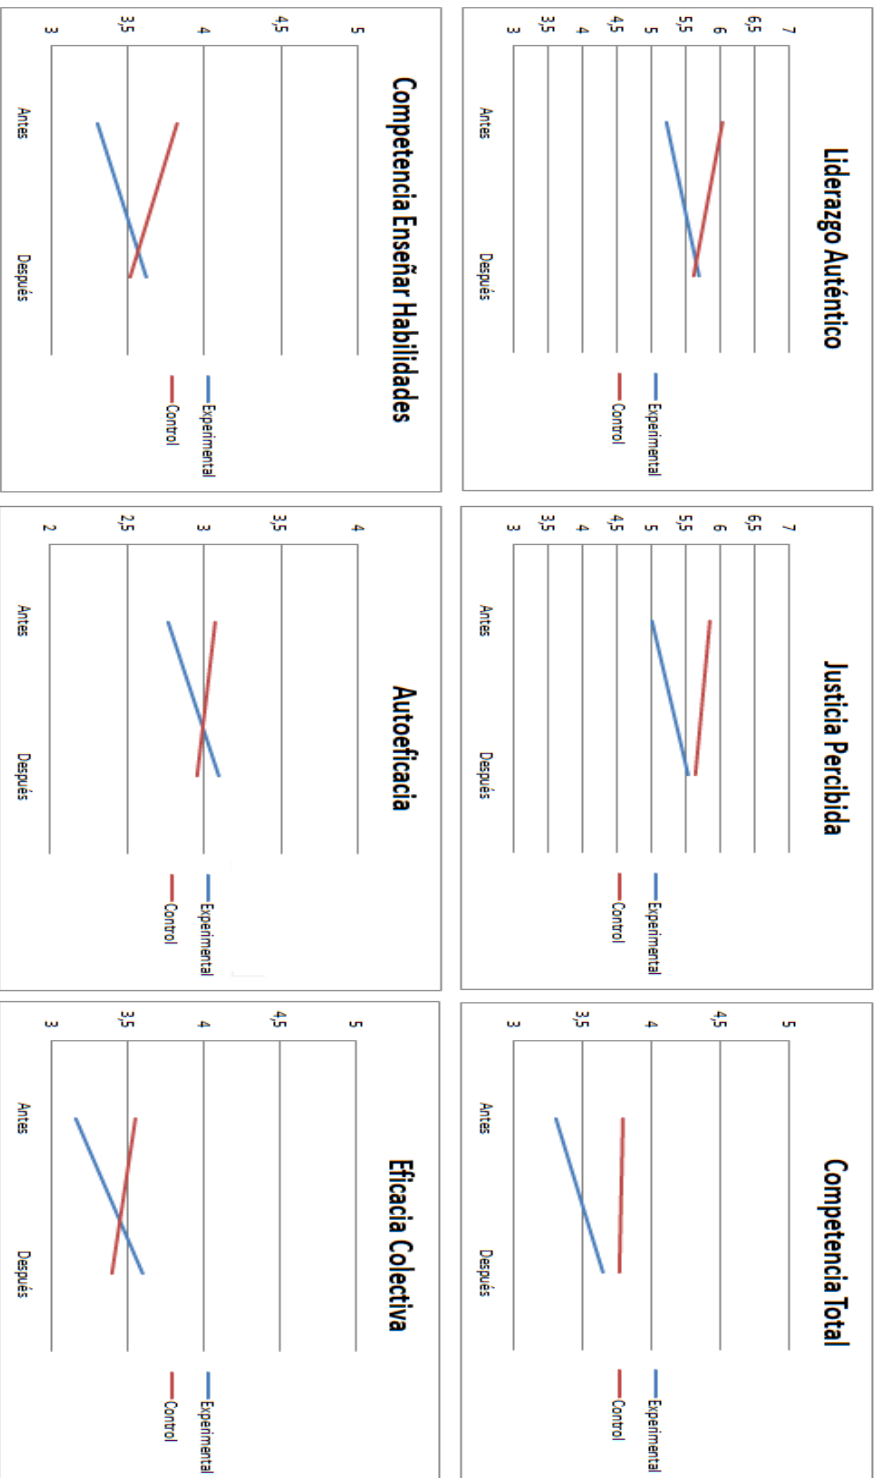 Liderazgo Auténtico
7
6,5
6
5,5
5
4,5
4
3,5
3
Antes
Después
Experimental
Control
Justicia Percibida
7
6,5
6
5,5
5
4,5
4
3,5
3
Antes
Después
Experimental
Control
Competencia Total
5
4,5
4
3,5
3
Antes
Después
Experimental
Control
Competencia Enseñar Habilidades
5
4,5
4
3,5
3
Antes
Después
Experimental
Control
Autoeficacia
4
3,5
3
2,5
2
Antes
Después
Experimental
Control
Eficacia Colectiva
5
4,5
4
3,5
3
Antes
Después
Experimental
Control